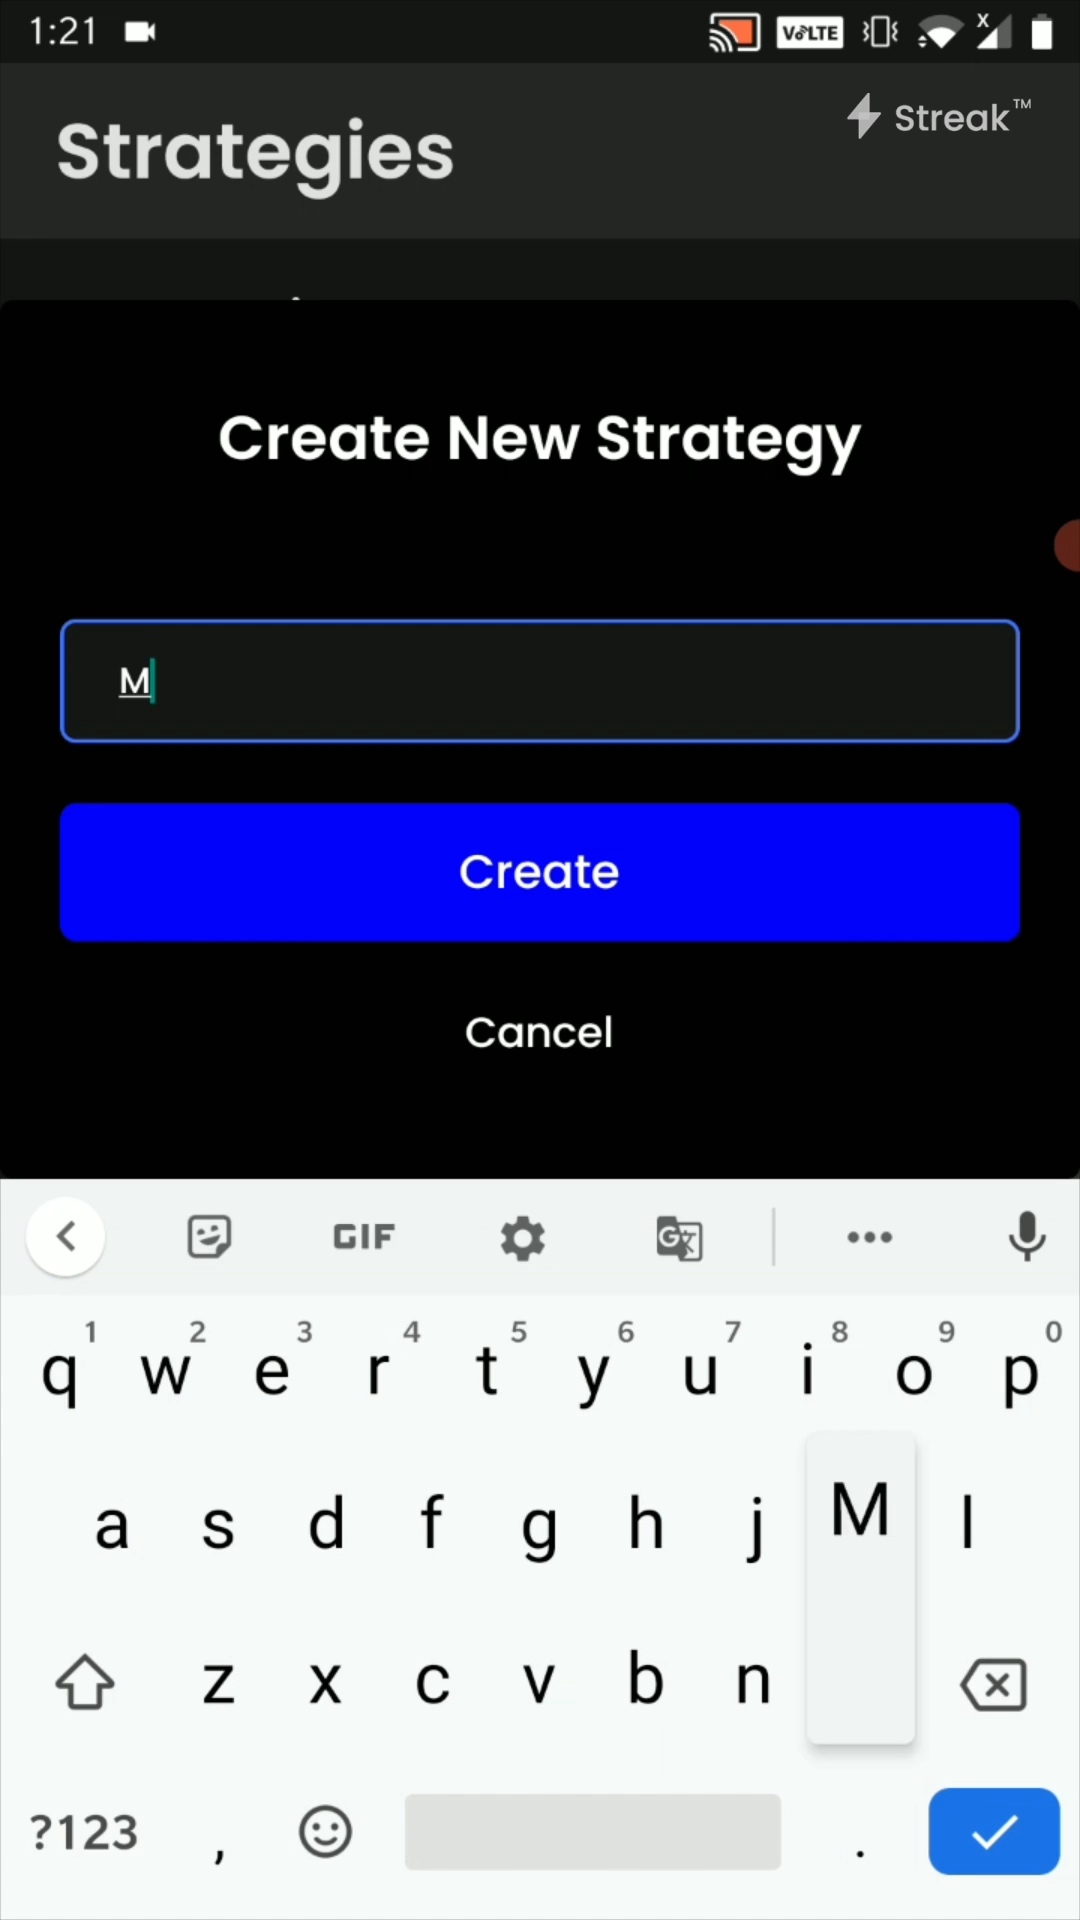 1:21 VoLTE X
Streak™
Strategies
Create New Strategy
M
Create
Cancel
GIF G
1 2 3 4 5 6 7 8 9 0
q w e r t y u i o p
a s d f g h j M l
z x c v b n
?123 , .